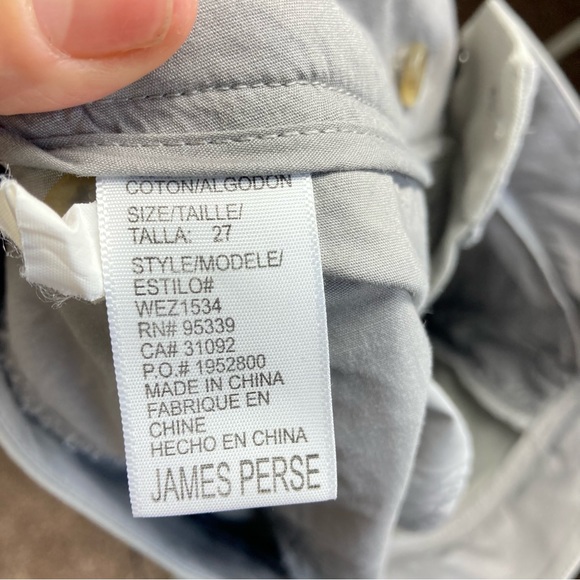 COTON/ALGODON
SIZE/TAILLE/
TALLA: 27
STYLE/MODELE/
ESTILO#
WEZ1534
RN# 95339
CA# 31092
P.O.# 1952800
MADE IN CHINA
FABRIQUE EN
CHINE
HECHO EN CHINA
JAMES PERSE